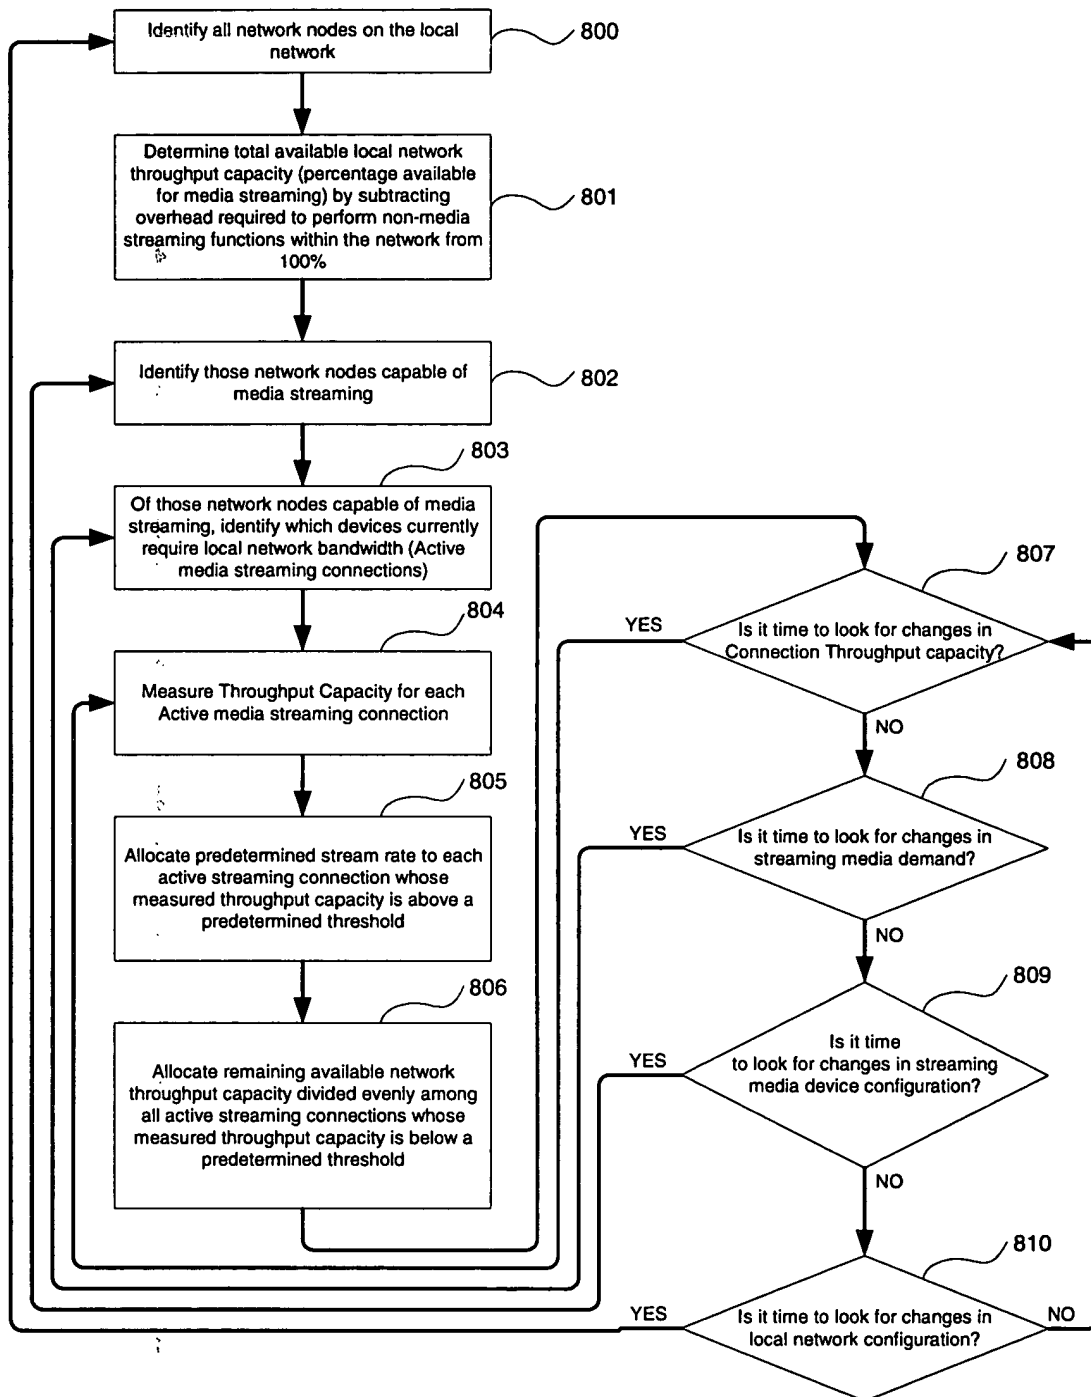 Identify all network nodes on the local
network
800
Determine total available local network
throughput capacity (percentage available
for media streaming) by subtracting
overhead required to perform non-media
streaming functions within the network from
100%
801
Identify those network nodes capable of
media streaming
802
803
Of those network nodes capable of media
streaming, identify which devices currently
require local network bandwidth (Active
media streaming connections)
804
Measure Throughput Capacity for each
Active media streaming connection
805
Allocate predetermined stream rate to each
active streaming connection whose
measured throughput capacity is above a
predetermined threshold
806
Allocate remaining available network
throughput capacity divided evenly among
all active streaming connections whose
measured throughput capacity is below a
predetermined threshold
807
YES
Is it time to look for changes in
Connection Throughput capacity?
NO
808
YES
Is it time to look for changes in
streaming media demand?
NO
809
YES
Is it time
to look for changes in streaming
media device configuration?
NO
810
YES
Is it time to look for changes in
local network configuration?
NO